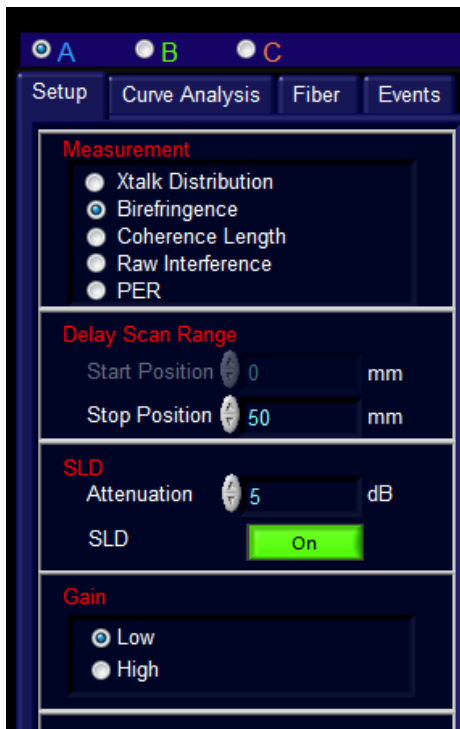 A B C
Setup Curve Analysis Fiber Events
Measurement
Xtalk Distribution
Birefringence
Coherence Length
Raw Interference
PER
Delay Scan Range
Start Position 0 mm
Stop Position 50 mm
SLD
Attenuation 5 dB
SLD On
Gain
Low
High